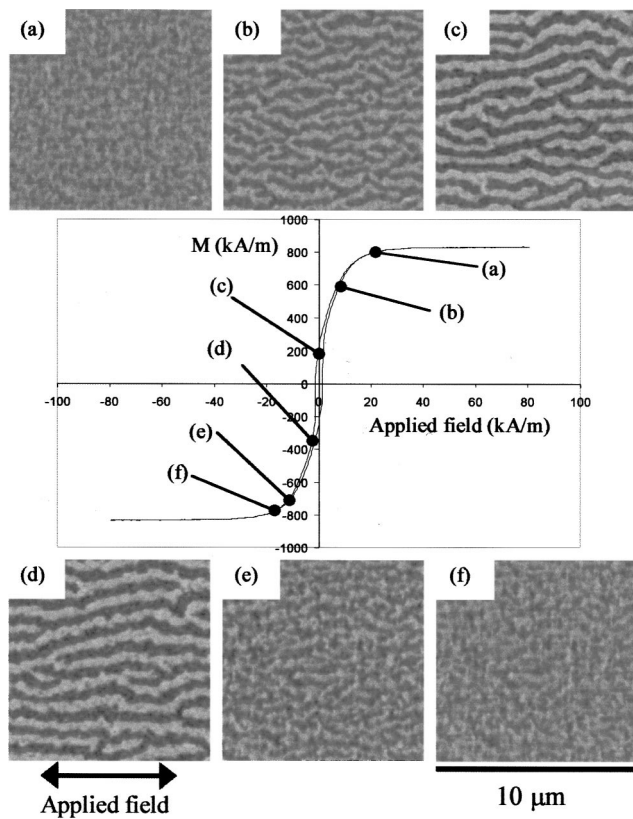 (a)
(b)
(c)
M (kA/m)
1000
800
600
400
200
0
-200
-400
-600
-800
-1000
-100
-80
-60
-40
-20
0
20
40
60
80
100
Applied field (kA/m)
(a)
(b)
(c)
(d)
(e)
(f)
(d)
(e)
(f)
Applied field
10 μm